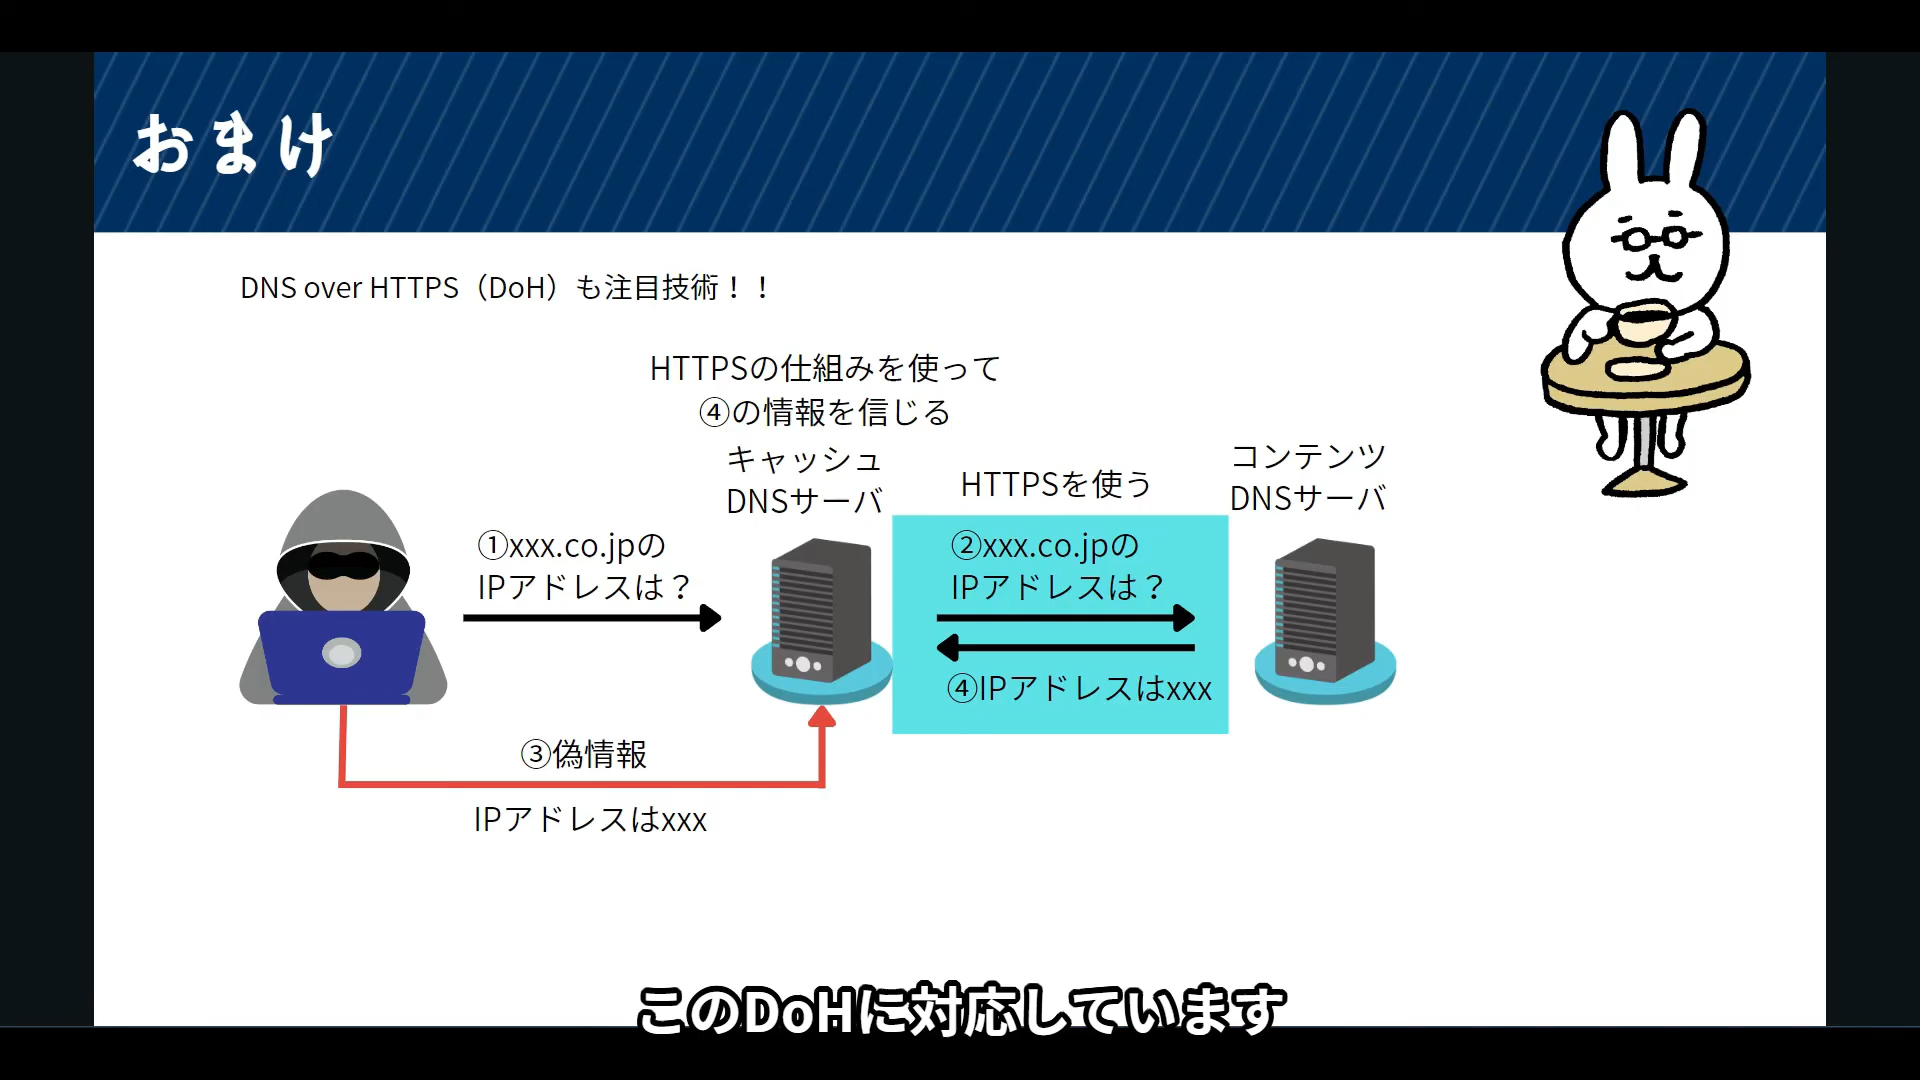 おまけ
DNS over HTTPS（DoH）も注目技術！！
HTTPSの仕組みを使って
④の情報を信じる
キャッシュ
DNSサーバ
HTTPSを使う
コンテンツ
DNSサーバ
①xxx.co.jpの
IPアドレスは？
②xxx.co.jpの
IPアドレスは？
④IPアドレスはxxx
③偽情報
IPアドレスはxxx
このDoHに対応しています